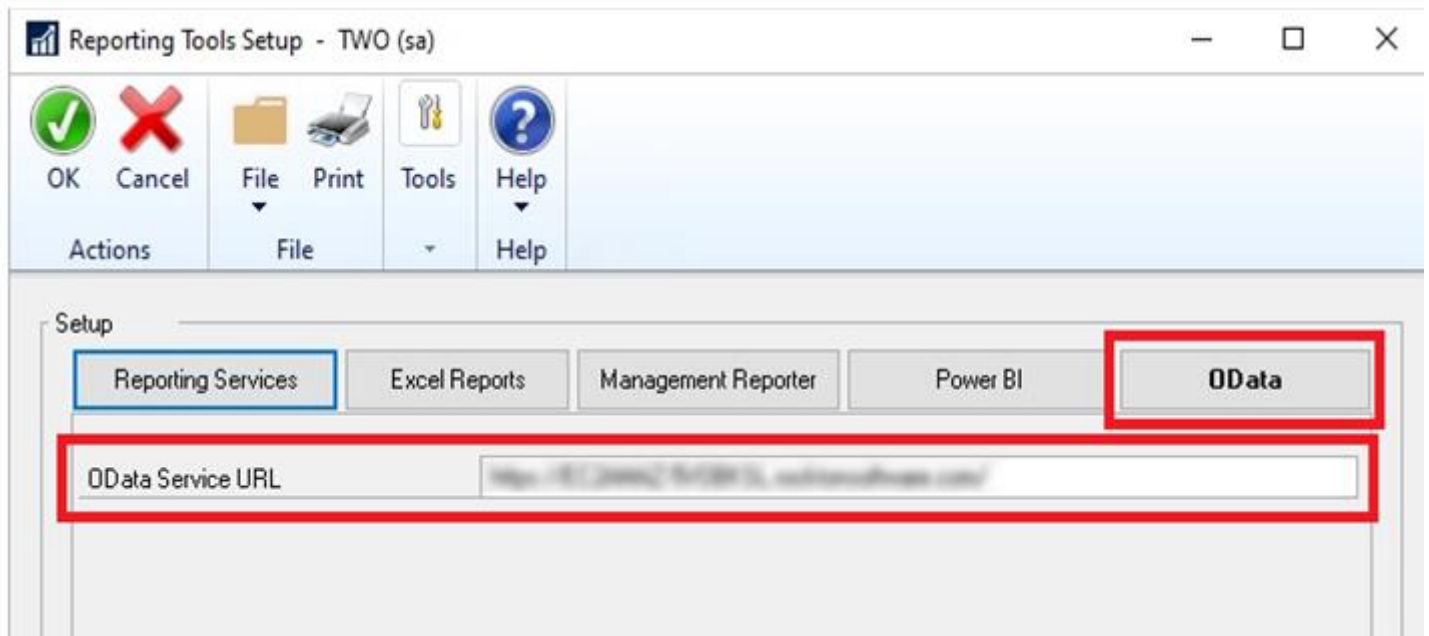 Reporting Tools Setup - TWO (sa)
OK Cancel File Print Tools Help
Actions File Help
Setup
Reporting Services Excel Reports Management Reporter Power BI OData
OData Service URL